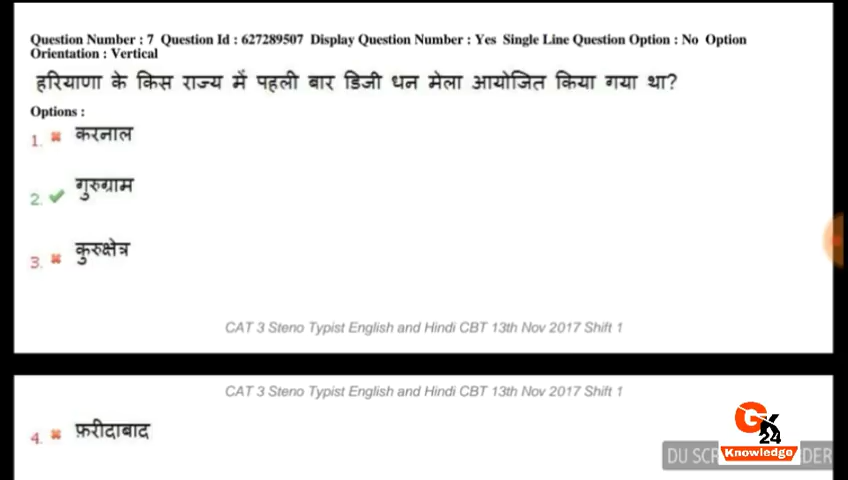 Question Number : 7 Question Id : 627289507 Display Question Number : Yes Single Line Question Option : No Option
Orientation : Vertical
हरियाणा के किस राज्य में पहली बार डिजी धन मेला आयोजित किया गया था?
Options :
1. ✖ करनाल
2. ✔ गुरुग्राम
3. ✖ कुरुक्षेत्र
CAT 3 Steno Typist English and Hindi CBT 13th Nov 2017 Shift 1
CAT 3 Steno Typist English and Hindi CBT 13th Nov 2017 Shift 1
4. ✖ फ़रीदाबाद
GK
24
Knowledge
DU SCR DER